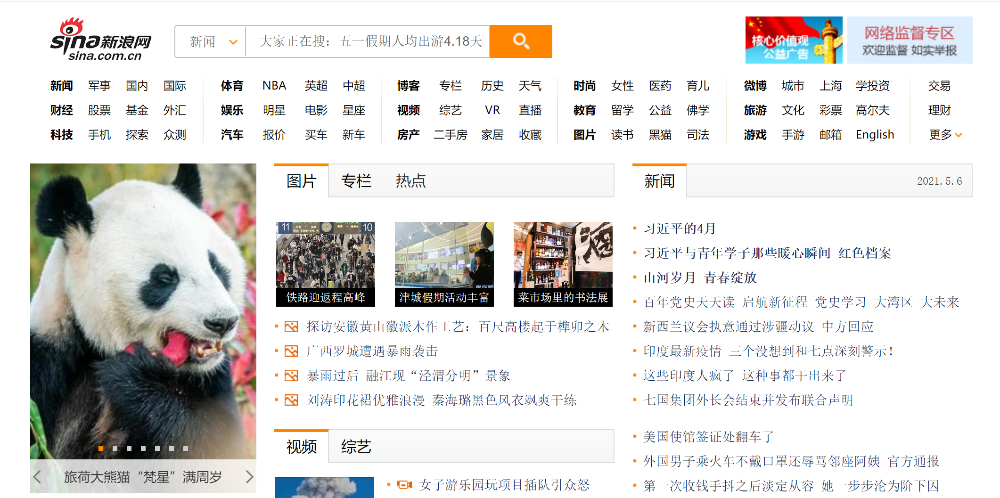 sina新浪网
sina.com.cn
新闻
大家正在搜：五一假期人均出游4.18天
核心价值观
公益广告
网络监督专区
欢迎监督 如实举报
新闻 军事 国内 国际 体育 NBA 英超 中超 博客 专栏 历史 天气 时尚 女性 医药 育儿 微博 城市 上海 学投资 交易
财经 股票 基金 外汇 娱乐 明星 电影 星座 视频 综艺 VR 直播 教育 留学 公益 佛学 旅游 文化 彩票 高尔夫 理财
科技 手机 探索 众测 汽车 报价 买车 新车 房产 二手房 家居 收藏 图片 读书 黑猫 司法 游戏 手游 邮箱 English 更多
旅荷大熊猫“梵星”满周岁
图片 专栏 热点
11 10
酒
铁路迎返程高峰
津城假期活动丰富
菜市场里的书法展
探访安徽黄山徽派木作工艺：百尺高楼起于榫卯之木
广西罗城遭遇暴雨袭击
暴雨过后 融江现“泾渭分明”景象
刘涛印花裙优雅浪漫 秦海璐黑色风衣飒爽干练
视频 综艺
女子游乐园玩项目插队引众怒
新闻 2021.5.6
习近平的4月
习近平与青年学子那些暖心瞬间 红色档案
山河岁月 青春绽放
百年党史天天读 启航新征程 党史学习 大湾区 大未来
新西兰议会执意通过涉疆动议 中方回应
印度最新疫情 三个没想到和七点深刻警示！
这些印度人疯了 这种事都干出来了
七国集团外长会结束并发布联合声明
美国使馆签证处翻车了
外国男子乘火车不戴口罩还辱骂邻座阿姨 官方通报
第一次收钱手抖之后淡定从容 她一步步沦为阶下囚